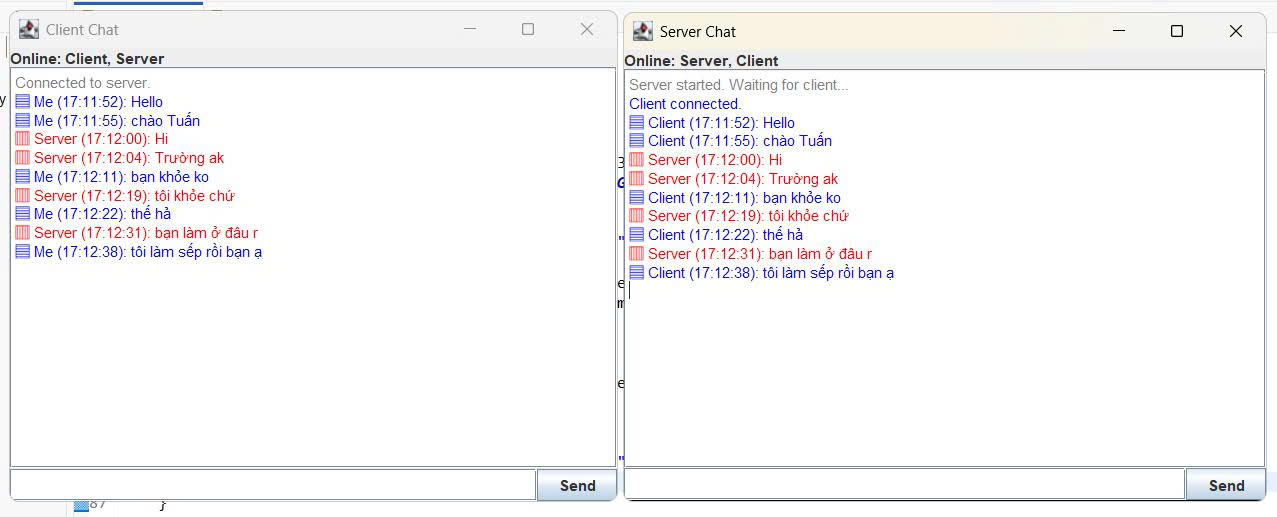 Client Chat
Online: Client, Server
Connected to server.
Me (17:11:52): Hello
Me (17:11:55): chào Tuấn
Server (17:12:00): Hi
Server (17:12:04): Trường ak
Me (17:12:11): bạn khỏe ko
Server (17:12:19): tôi khỏe chứ
Me (17:12:22): thế hả
Server (17:12:31): bạn làm ở đâu r
Me (17:12:38): tôi làm sếp rồi bạn ạ
Send
Server Chat
Online: Server, Client
Server started. Waiting for client...
Client connected.
Client (17:11:52): Hello
Client (17:11:55): chào Tuấn
Server (17:12:00): Hi
Server (17:12:04): Trường ak
Client (17:12:11): bạn khỏe ko
Server (17:12:19): tôi khỏe chứ
Client (17:12:22): thế hả
Server (17:12:31): bạn làm ở đâu r
Client (17:12:38): tôi làm sếp rồi bạn ạ
Send
87 }